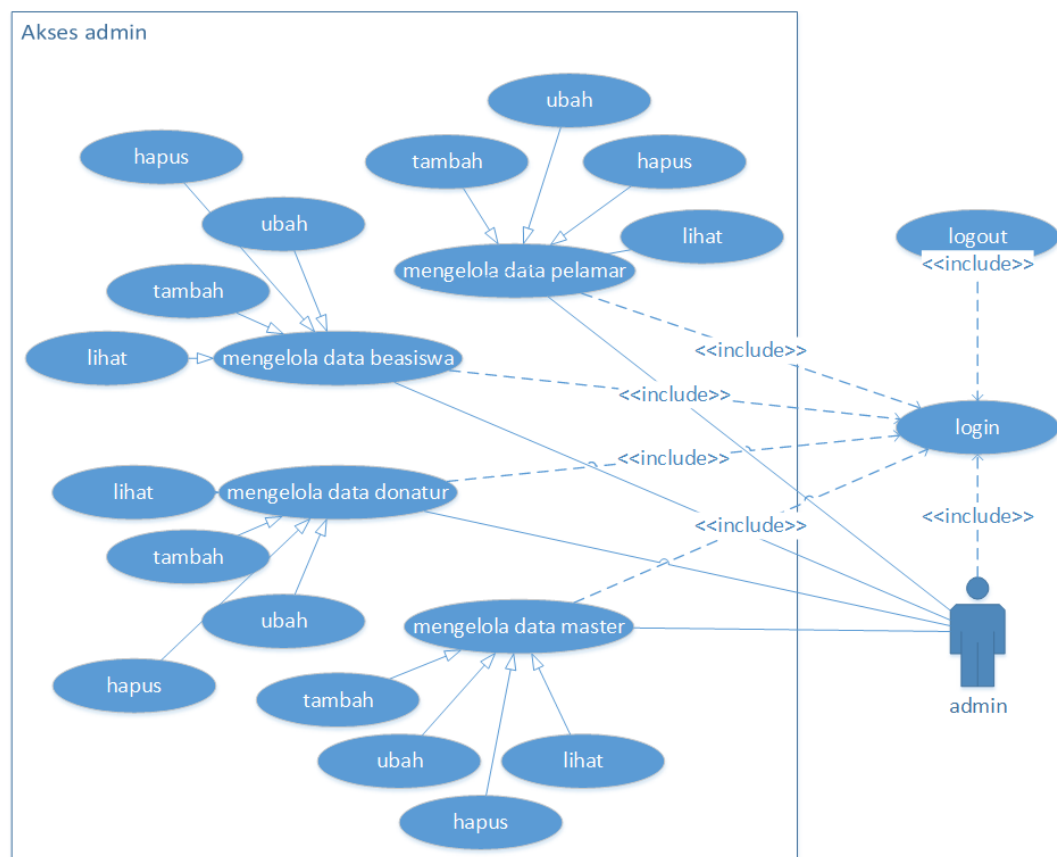 Akses admin
ubah
hapus
tambah
hapus
ubah
lihat
logout
<<include>>
mengelola data pelamar
tambah
<<include>>
lihat
mengelola data beasiswa
<<include>>
login
<<include>>
lihat
mengelola data donatur
<<include>>
<<include>>
tambah
ubah
mengelola data master
hapus
tambah
admin
ubah
lihat
hapus